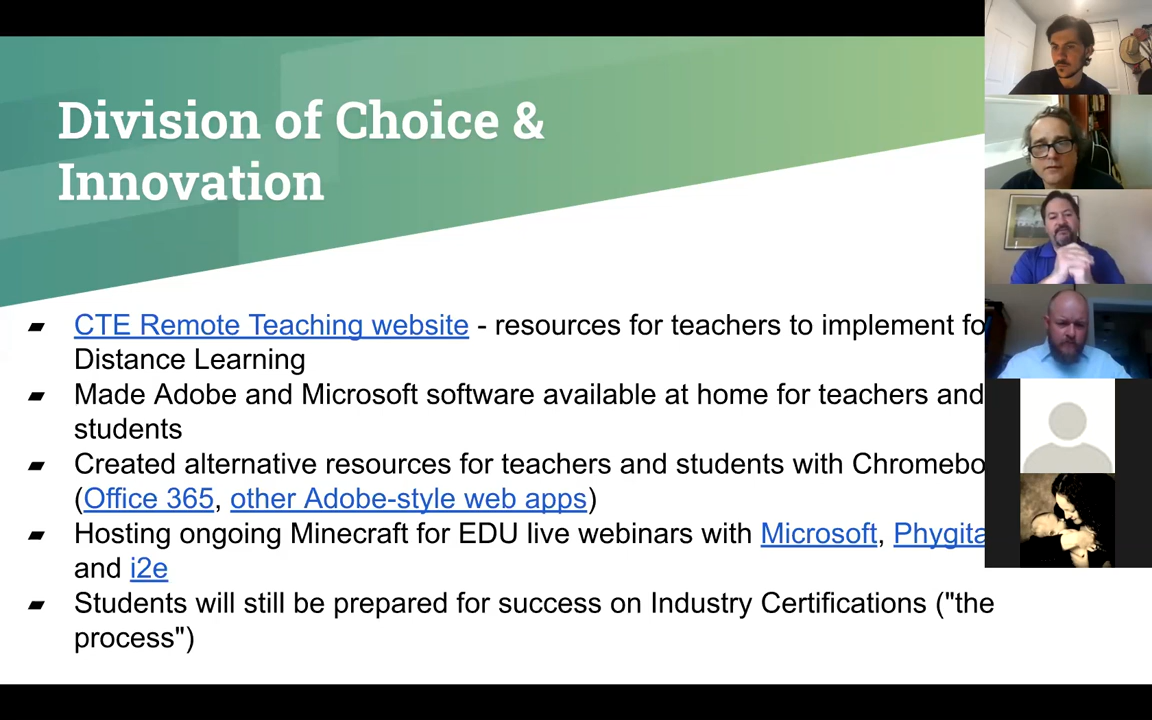 Division of Choice &
Innovation
CTE Remote Teaching website - resources for teachers to implement fo
Distance Learning
Made Adobe and Microsoft software available at home for teachers and
students
Created alternative resources for teachers and students with Chromebo
(Office 365, other Adobe-style web apps)
Hosting ongoing Minecraft for EDU live webinars with Microsoft, Phygita
and i2e
Students will still be prepared for success on Industry Certifications ("the
process")